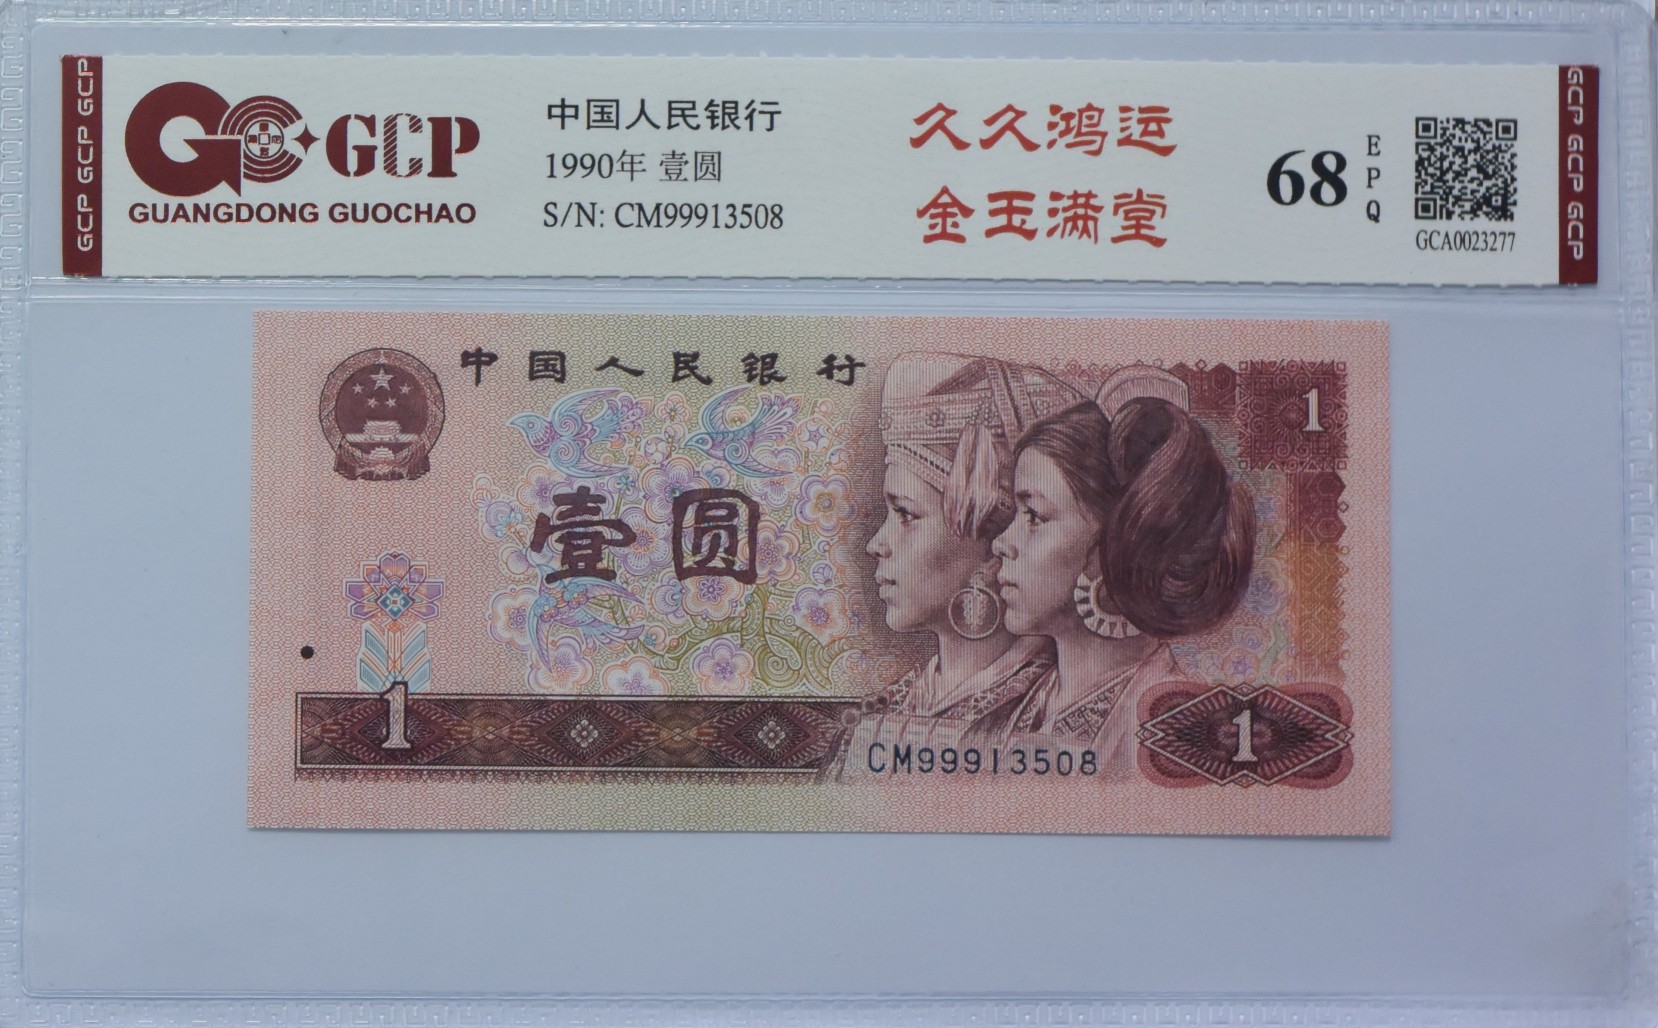 GCP GCP GCP
GCP
GUANGDONG GUOCHAO
中国人民银行
1990年 壹圆
S/N: CM99913508
久久鸿运
金玉满堂
68
EPQ
GCA0023277
GCP GCP GCP
中国人民银行
1
壹圆
1
CM99913508
1